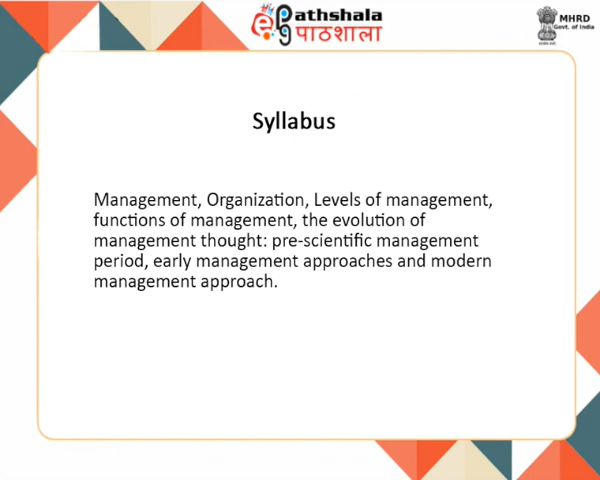 Pathshala
पाठशाला
MHRD
Govt. of India
Syllabus
Management, Organization, Levels of management,
functions of management, the evolution of
management thought: pre-scientific management
period, early management approaches and modern
management approach.